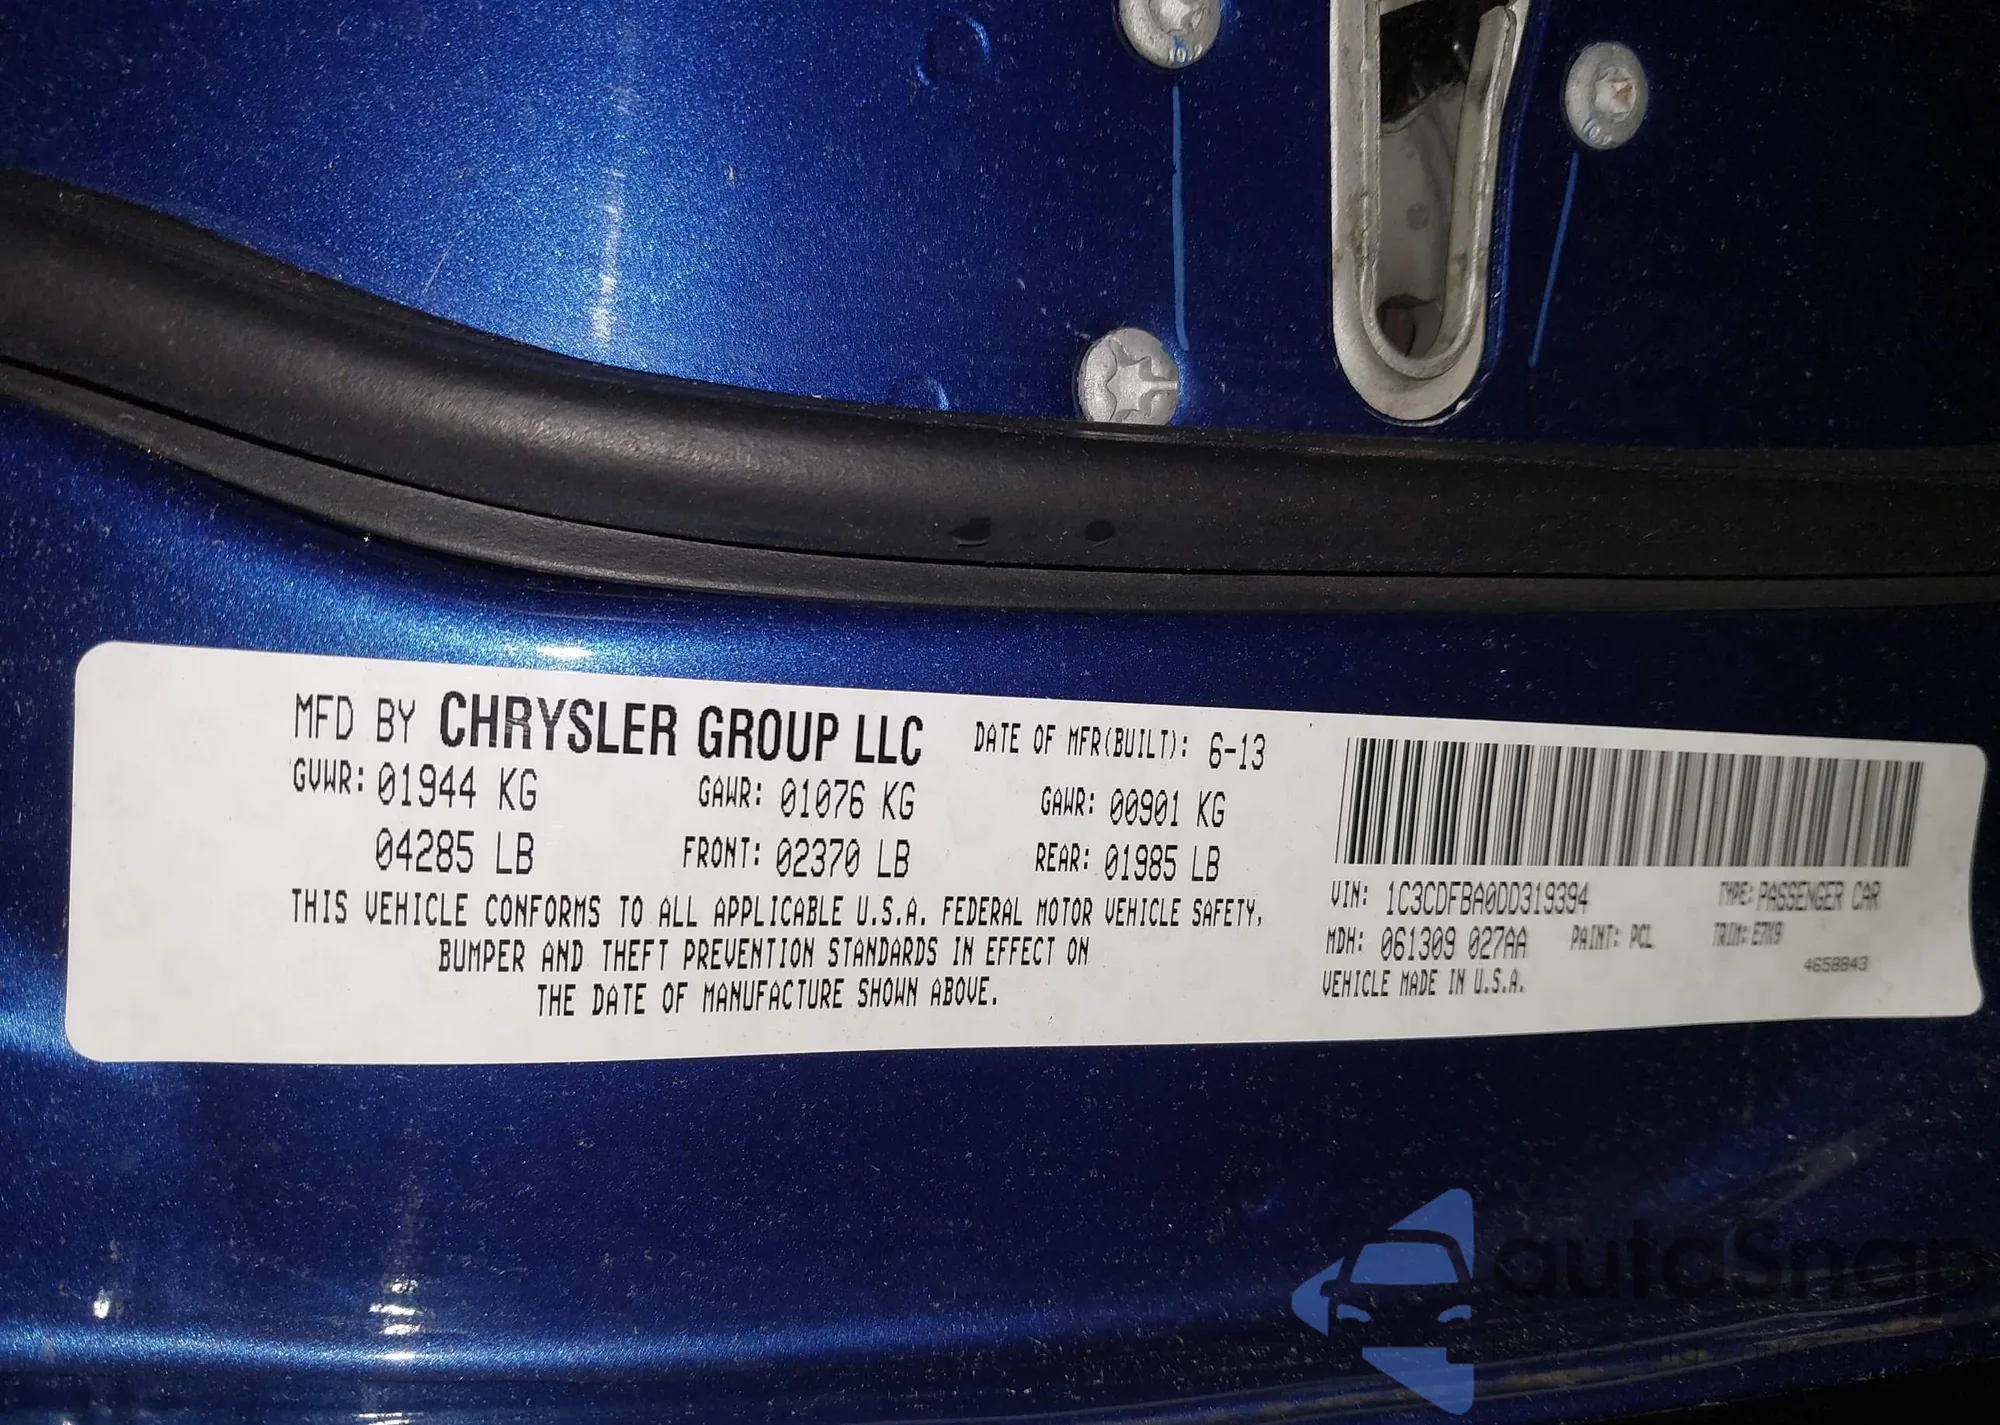 MFD BY CHRYSLER GROUP LLC DATE OF MFR(BUILT): 6-13
GVWR: 01944 KG GAWR: 01076 KG GAWR: 00901 KG
04285 LB FRONT: 02370 LB REAR: 01985 LB
THIS VEHICLE CONFORMS TO ALL APPLICABLE U.S.A. FEDERAL MOTOR VEHICLE SAFETY,
BUMPER AND THEFT PREVENTION STANDARDS IN EFFECT ON
THE DATE OF MANUFACTURE SHOWN ABOVE.
VIN: 1C3CDFBA0DD319394 TYPE: PASSENGER CAR
MDH: 061309 027AA PAINT: PCL TRIM: E7X9
4658843
VEHICLE MADE IN U.S.A.
autaSnap